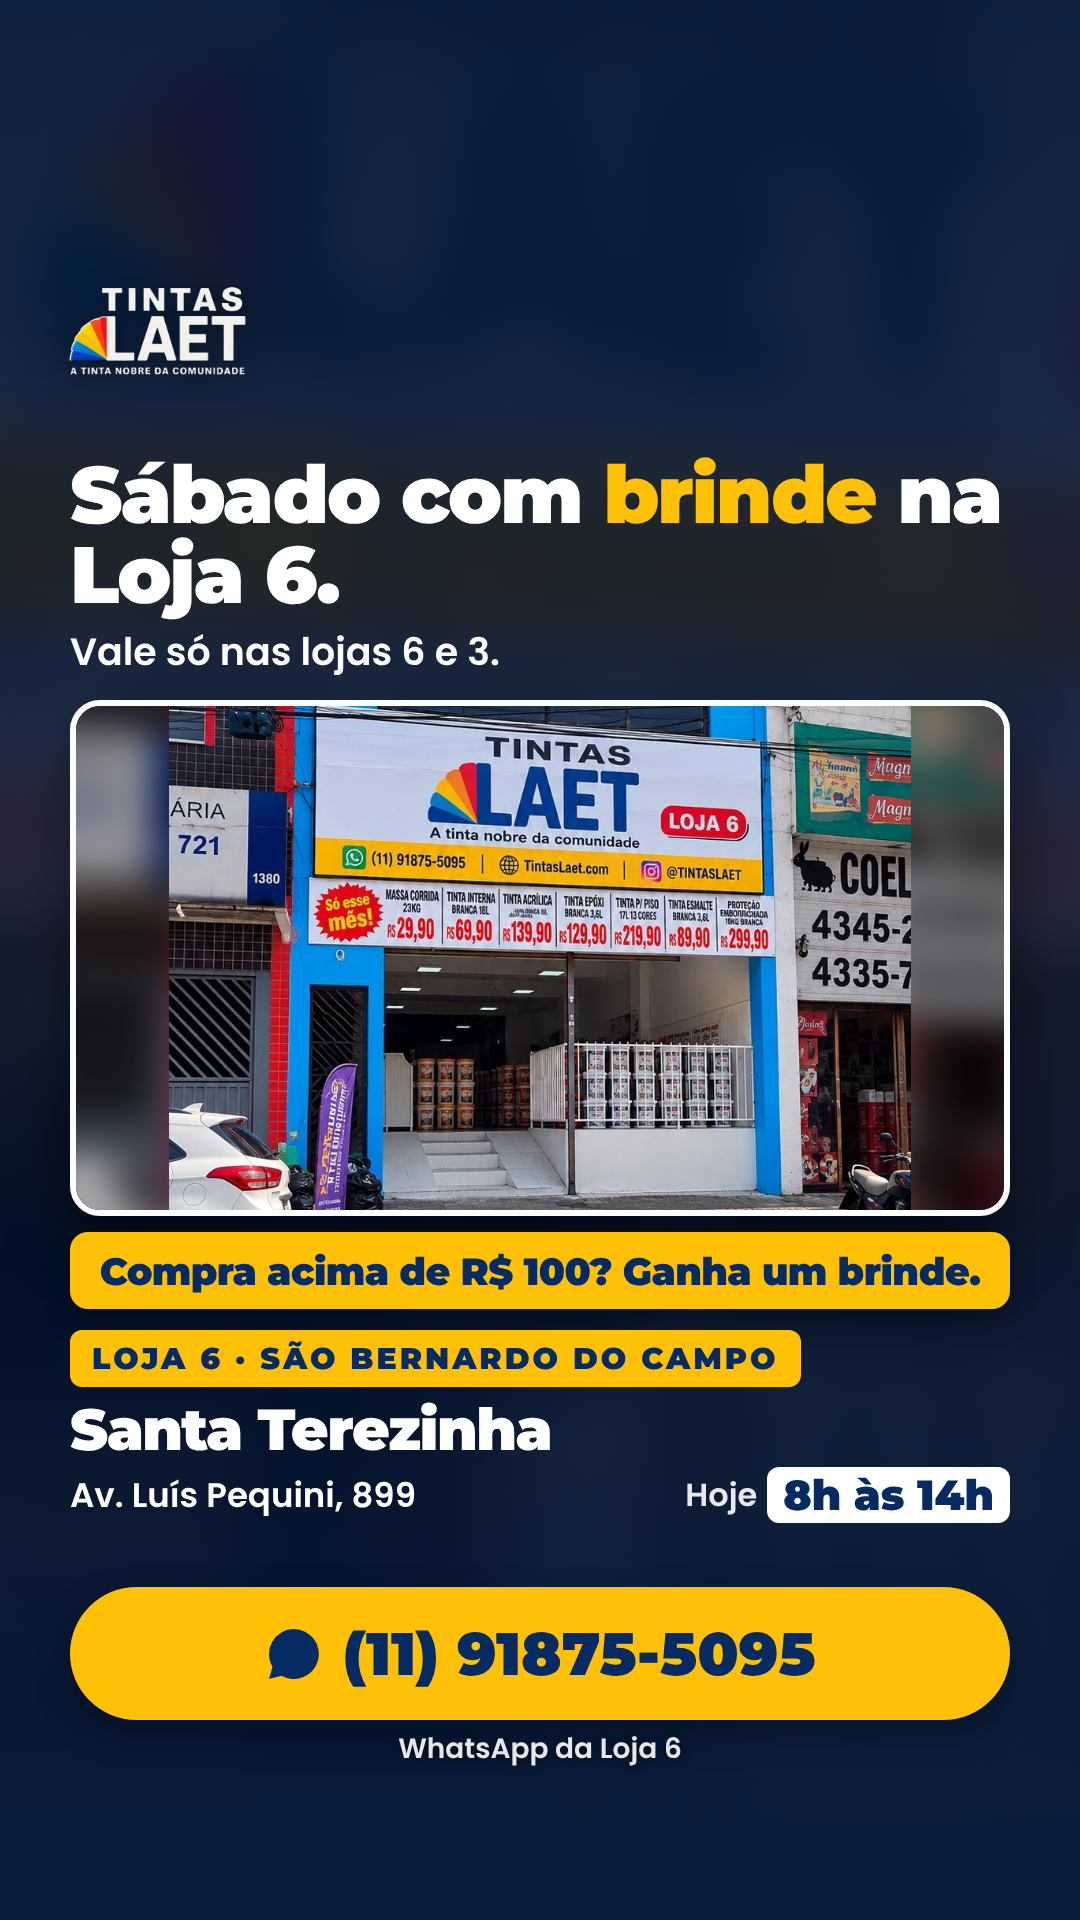 TINTAS
LAET
A TINTA NOBRE DA COMUNIDADE
Sábado com brinde na
Loja 6.
Vale só nas lojas 6 e 3.
TINTAS
LAET
A tinta nobre da comunidade
LOJA 6
(11) 91875-5095 | TintasLaet.com | @TINTASLAET
ÁRIA
721
1380
Só esse
mês!
MASSA CORRIDA
23KG
R$ 29,90
TINTA INTERNA
BRANCA 18L
R$ 69,90
TINTA ACRÍLICA
R$ 139,90
TINTA EPÓXI
BRANCA 3,6L
R$ 129,90
TINTA P/ PISO
17L 13 CORES
R$ 219,90
TINTA ESMALTE
BRANCA 3,6L
R$ 89,90
PROTEÇÃO
EMBORRACHADA
18KG BRANCA
R$ 299,90
Magn
Magn
COEL
4345-2
4335-7
Compra acima de R$ 100? Ganha um brinde.
LOJA 6 • SÃO BERNARDO DO CAMPO
Santa Terezinha
Av. Luís Pequini, 899
Hoje 8h às 14h
(11) 91875-5095
WhatsApp da Loja 6